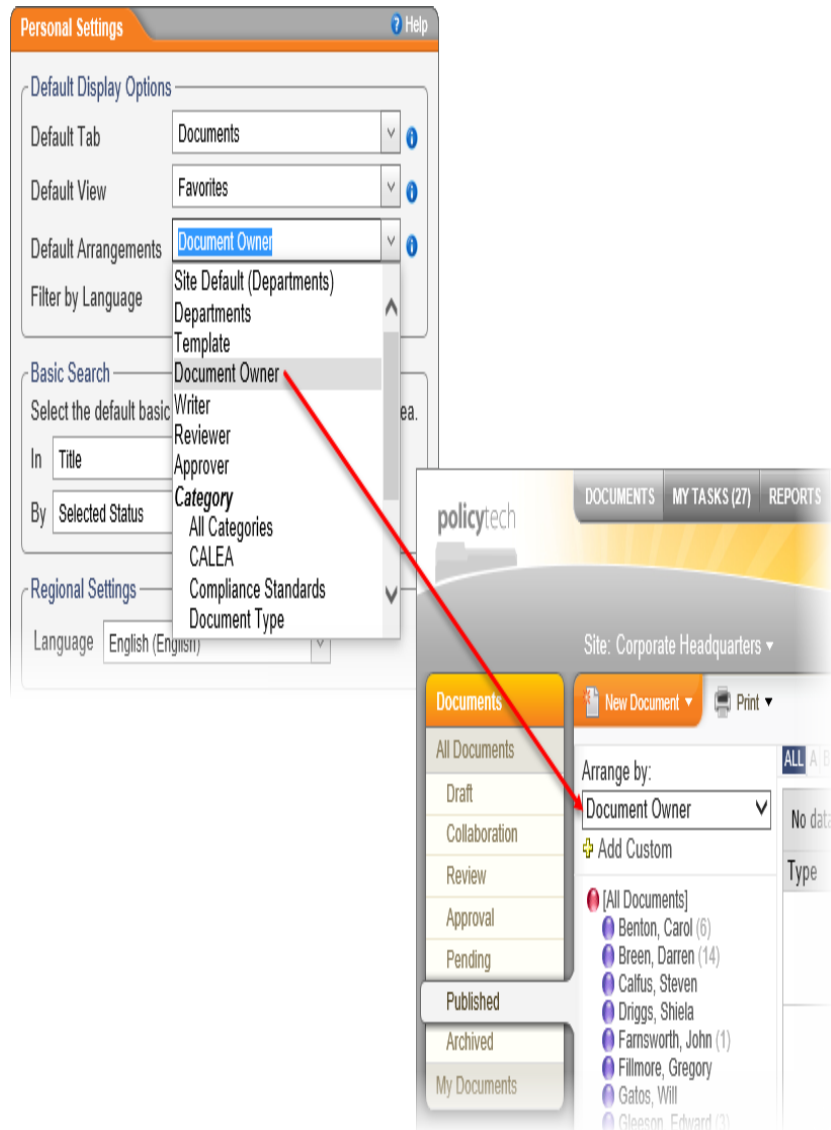 Personal Settings
Help
Default Display Options
Default Tab
Documents
Default View
Favorites
Default Arrangements
Document Owner
Filter by Language
Site Default (Departments)
Departments
Template
Document Owner
Writer
Reviewer
Approver
Category
All Categories
CALEA
Compliance Standards
Document Type
Basic Search
Select the default basic
ea.
In
Title
By
Selected Status
Regional Settings
Language
English (English)
policytech
DOCUMENTS
MY TASKS (27)
REPORTS
Site: Corporate Headquarters
Documents
New Document
Print
All Documents
Draft
Collaboration
Review
Approval
Pending
Published
Archived
My Documents
Arrange by:
Document Owner
Add Custom
[All Documents]
Benton, Carol (6)
Breen, Darren (14)
Calfus, Steven
Driggs, Shiela
Farnsworth, John (1)
Fillmore, Gregory
Gatos, Will
Gleeson, Edward (3)
ALL A B
No data
Type